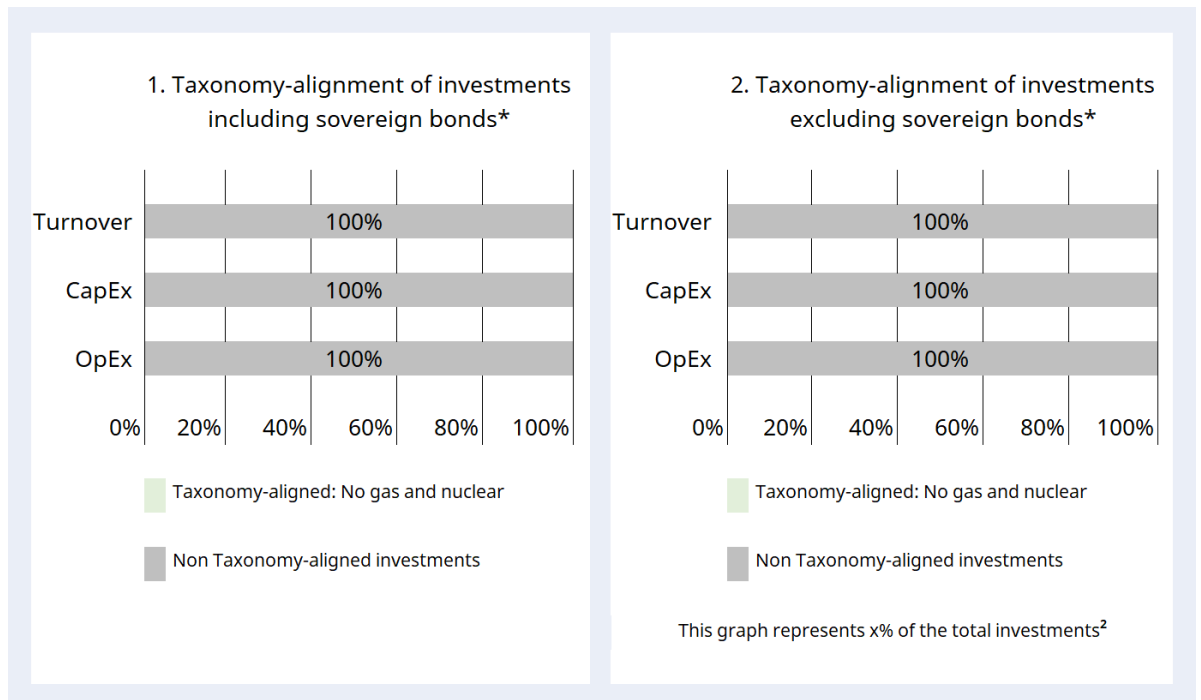 1. Taxonomy-alignment of investments
including sovereign bonds*
Turnover 100%
CapEx 100%
OpEx 100%
0% 20% 40% 60% 80% 100%
Taxonomy-aligned: No gas and nuclear
Non Taxonomy-aligned investments
2. Taxonomy-alignment of investments
excluding sovereign bonds*
Turnover 100%
CapEx 100%
OpEx 100%
0% 20% 40% 60% 80% 100%
Taxonomy-aligned: No gas and nuclear
Non Taxonomy-aligned investments
This graph represents x% of the total investments²